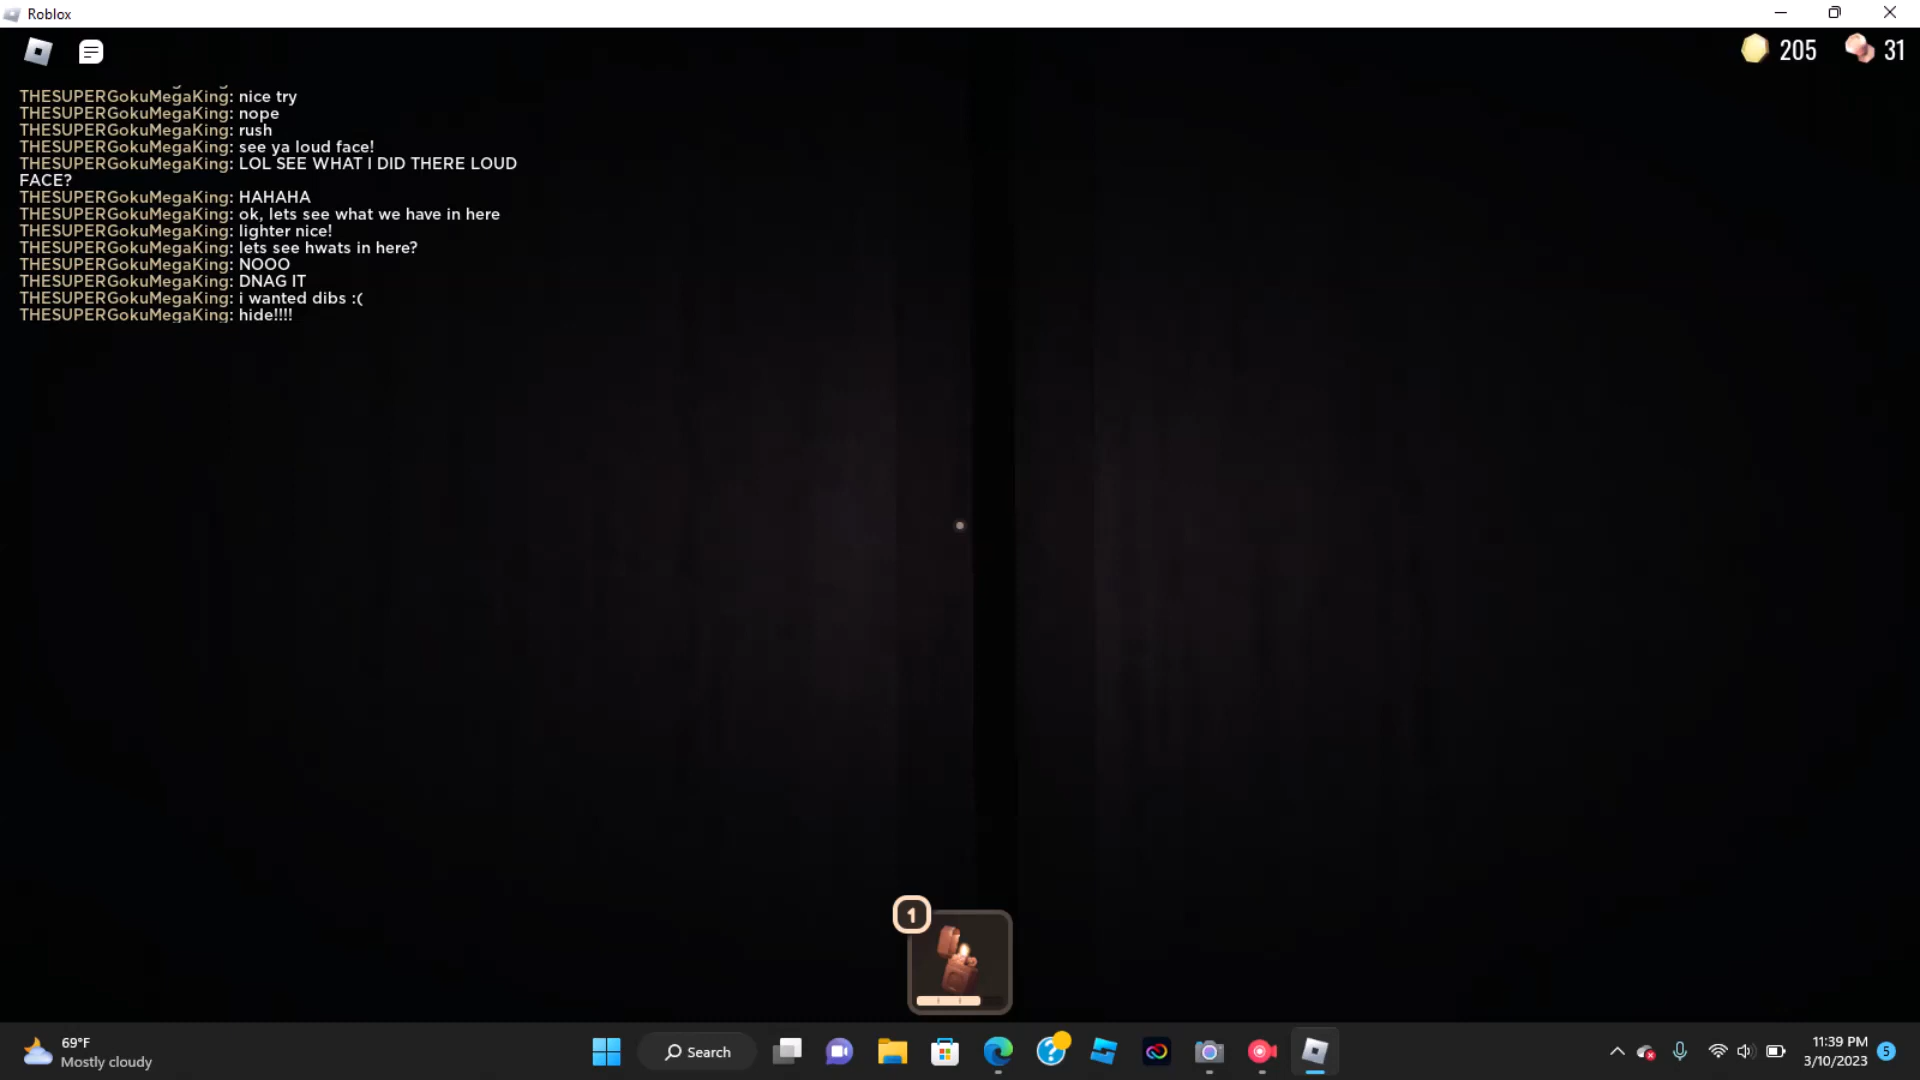 Roblox
205 31
THESUPERGokuMegaKing: nice try
THESUPERGokuMegaKing: nope
THESUPERGokuMegaKing: rush
THESUPERGokuMegaKing: see ya loud face!
THESUPERGokuMegaKing: LOL SEE WHAT I DID THERE LOUD
FACE?
THESUPERGokuMegaKing: HAHAHA
THESUPERGokuMegaKing: ok, lets see what we have in here
THESUPERGokuMegaKing: lighter nice!
THESUPERGokuMegaKing: lets see hwats in here?
THESUPERGokuMegaKing: NOOO
THESUPERGokuMegaKing: DNAG IT
THESUPERGokuMegaKing: i wanted dibs :(
THESUPERGokuMegaKing: hide!!!!
1
69°F
Mostly cloudy
Search
11:39 PM
3/10/2023
5